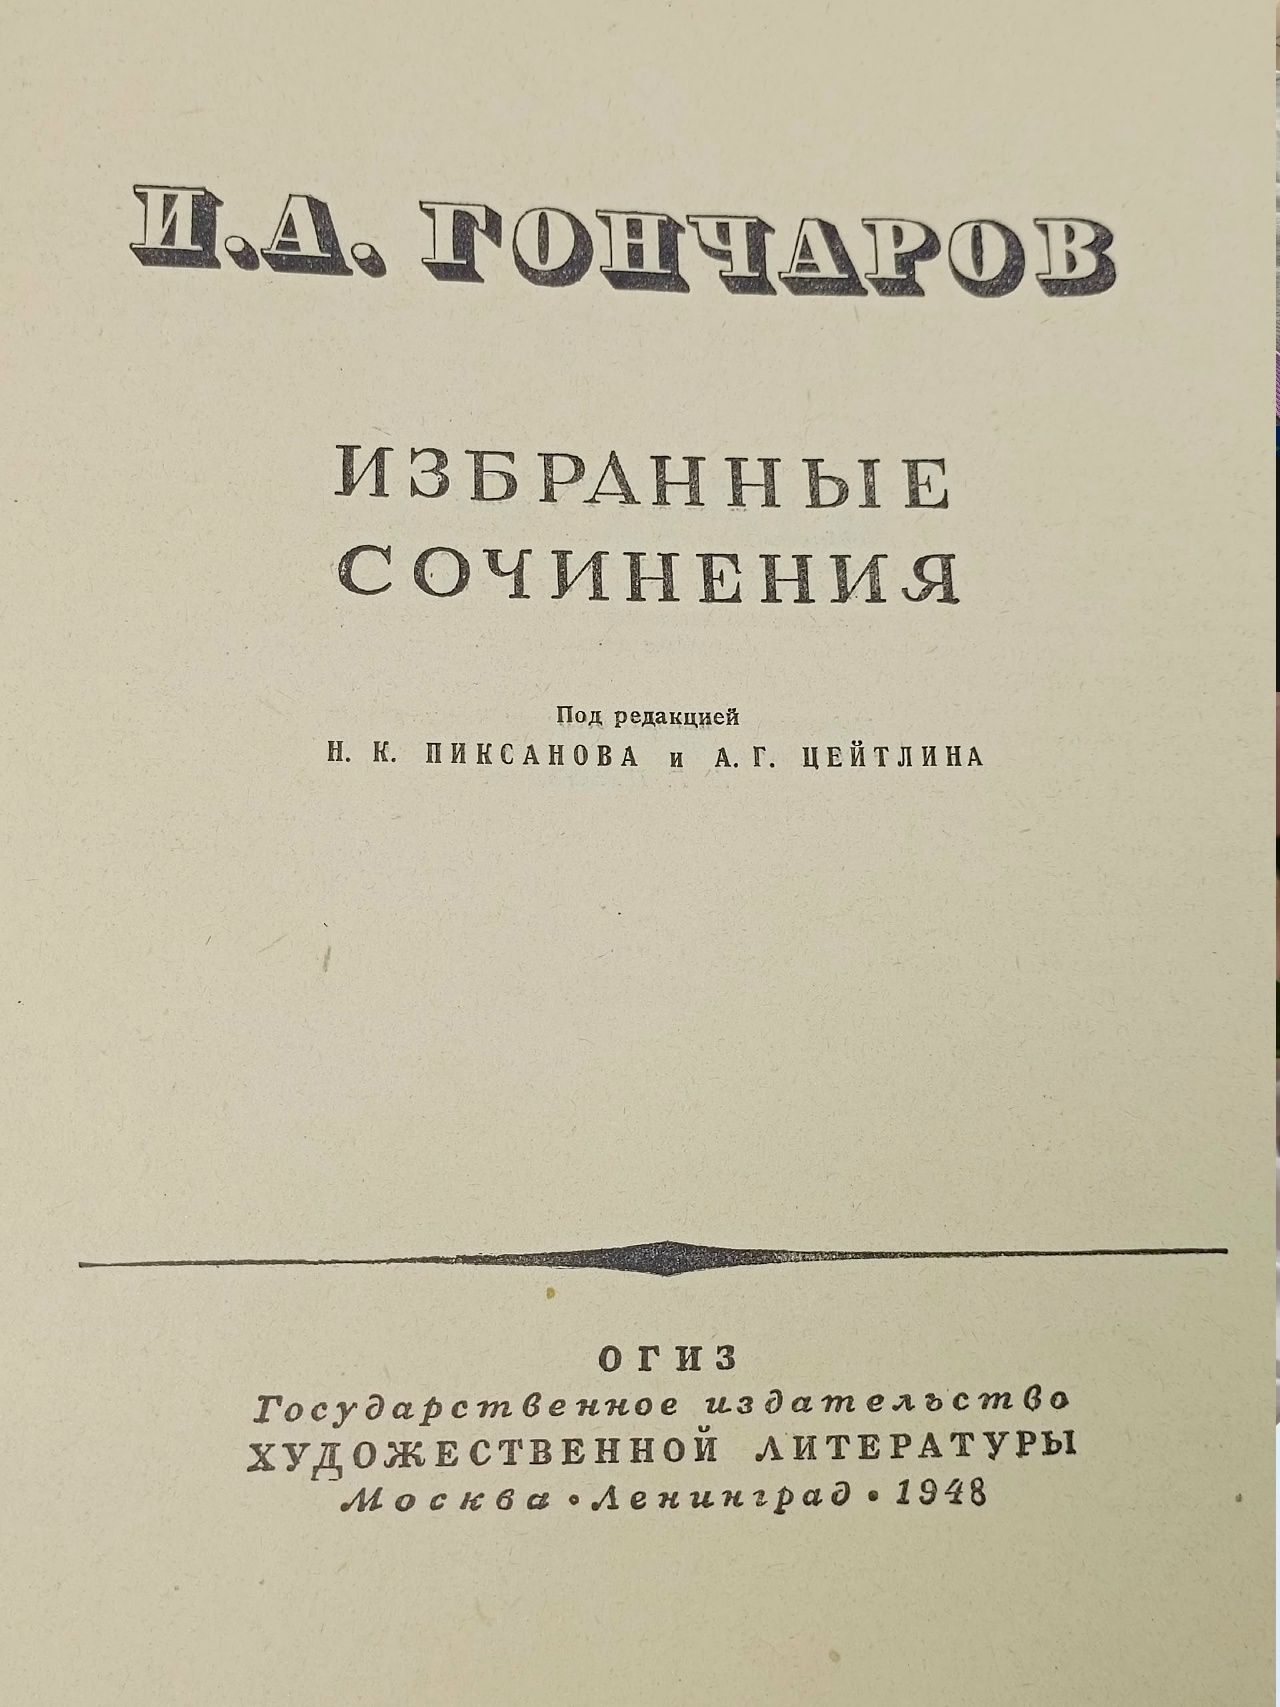 И.А. ГОНЧАРОВ
ИЗБРАННЫЕ
СОЧИНЕНИЯ
Под редакцией
Н. К. ПИКСАНОВА и А. Г. ЦЕЙТЛИНА
ОГИЗ
Государственное издательство
ХУДОЖЕСТВЕННОЙ ЛИТЕРАТУРЫ
Москва • Ленинград • 1948